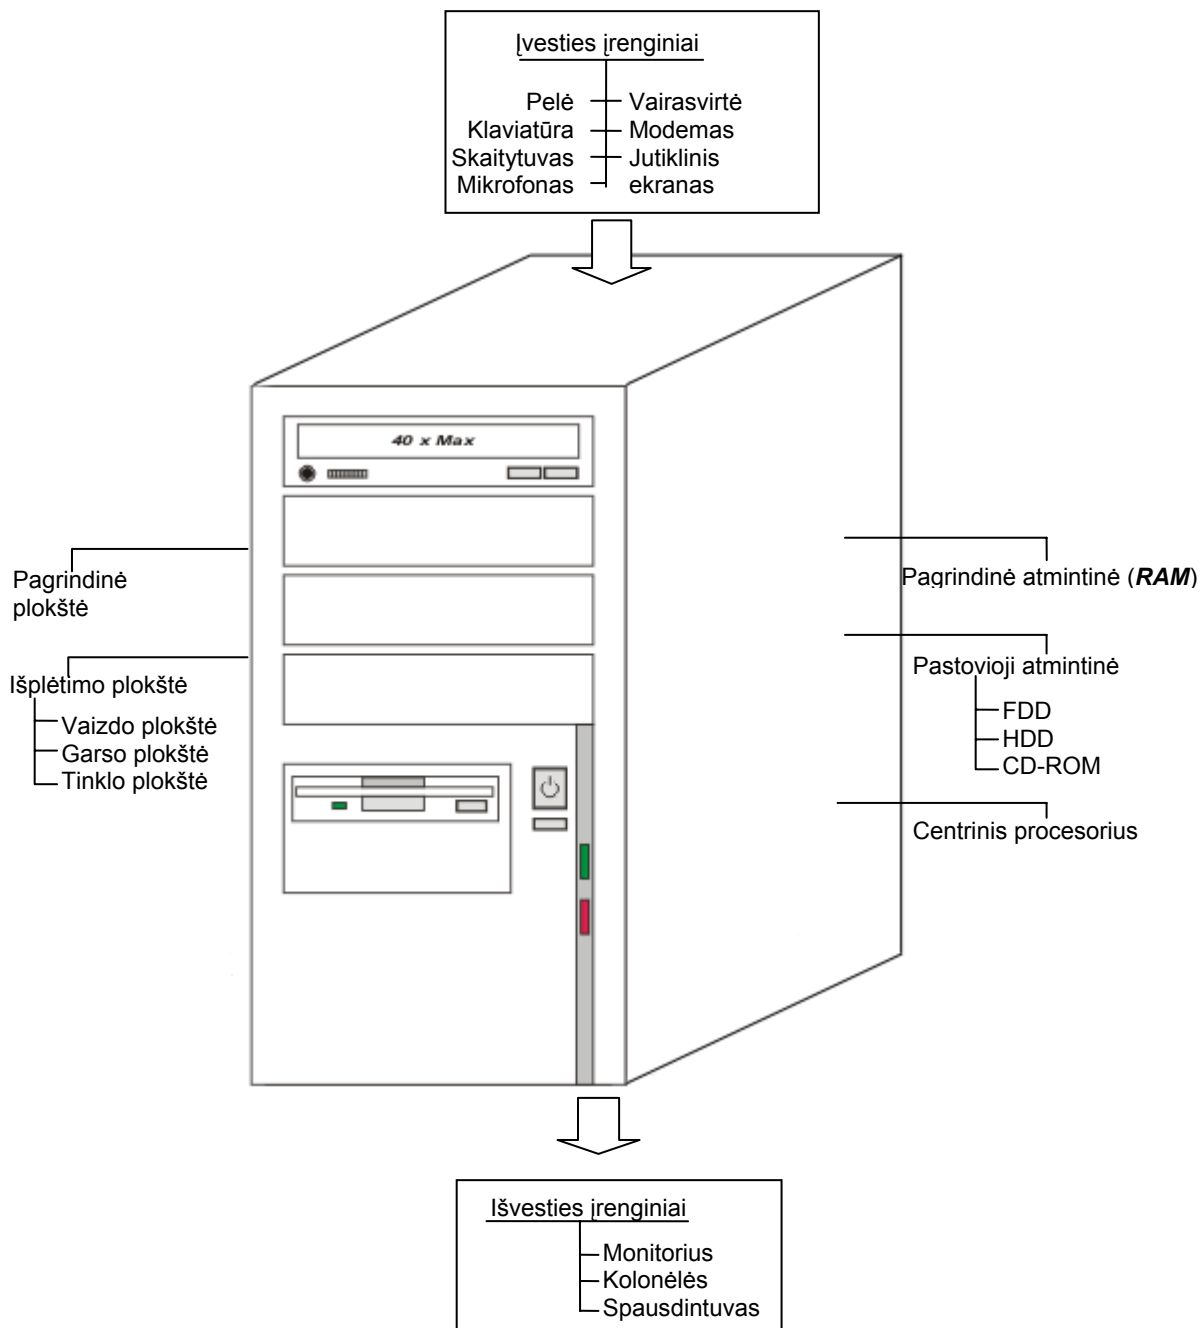 Įvesties įrenginiai
Pelė Vairasvirtė
Klaviatūra Modemas
Skaitytuvas Jutiklinis
Mikrofonas ekranas
40 x Max
Pagrindinė
plokštė
Išplėtimo plokštė
Vaizdo plokštė
Garso plokštė
Tinklo plokštė
Pagrindinė atmintinė (RAM)
Pastovioji atmintinė
FDD
HDD
CD-ROM
Centrinis procesorius
Išvesties įrenginiai
Monitorius
Kolonėlės
Spausdintuvas